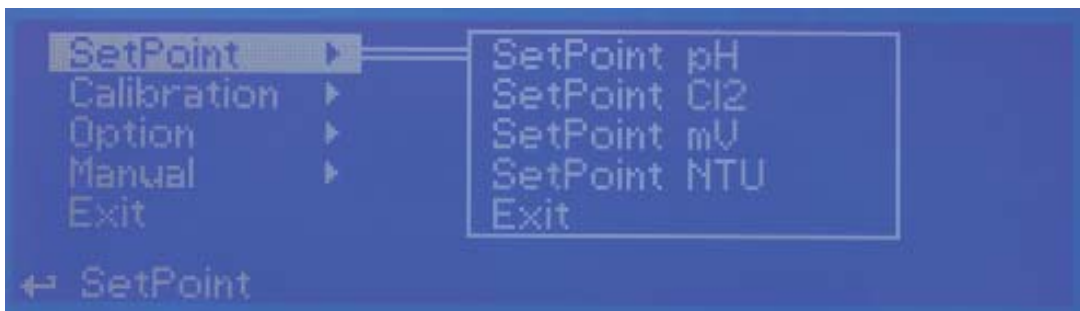 SetPoint
Calibration
Option
Manual
Exit
SetPoint pH
SetPoint Cl2
SetPoint mV
SetPoint NTU
Exit
SetPoint